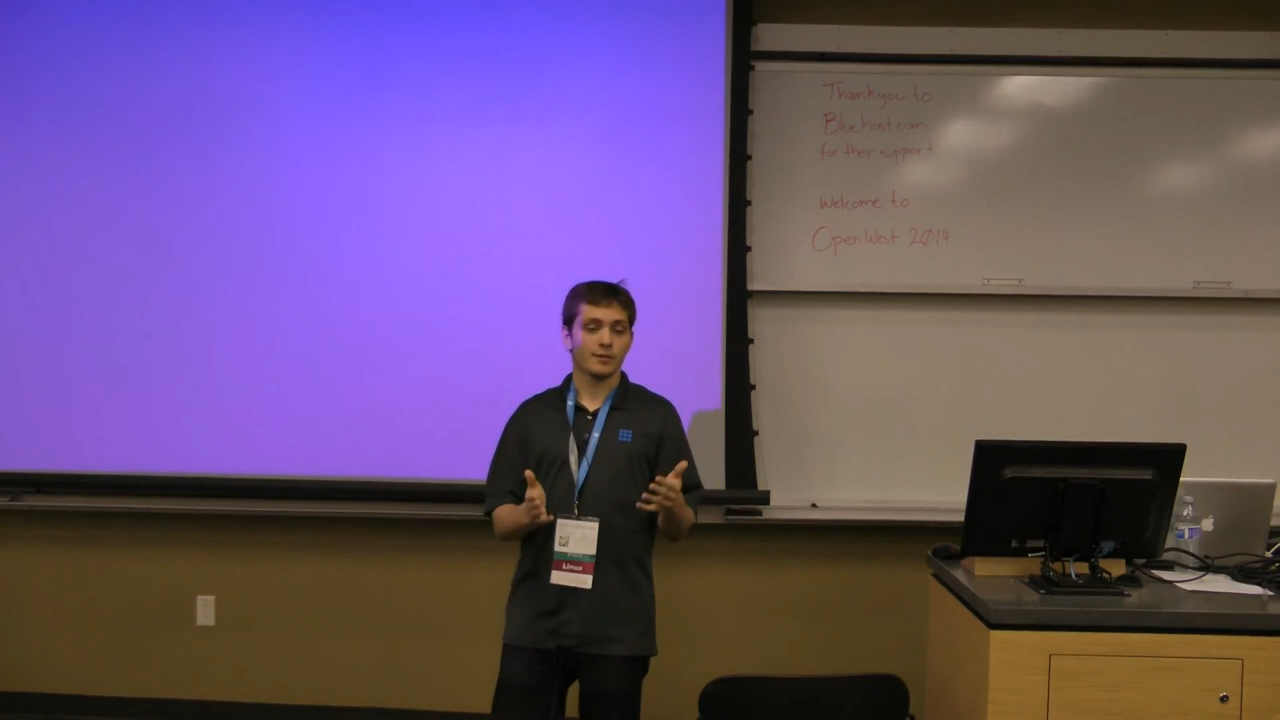 Thankyou to
Bluehost.com
for their support
Welcome to
OpenWest 2014